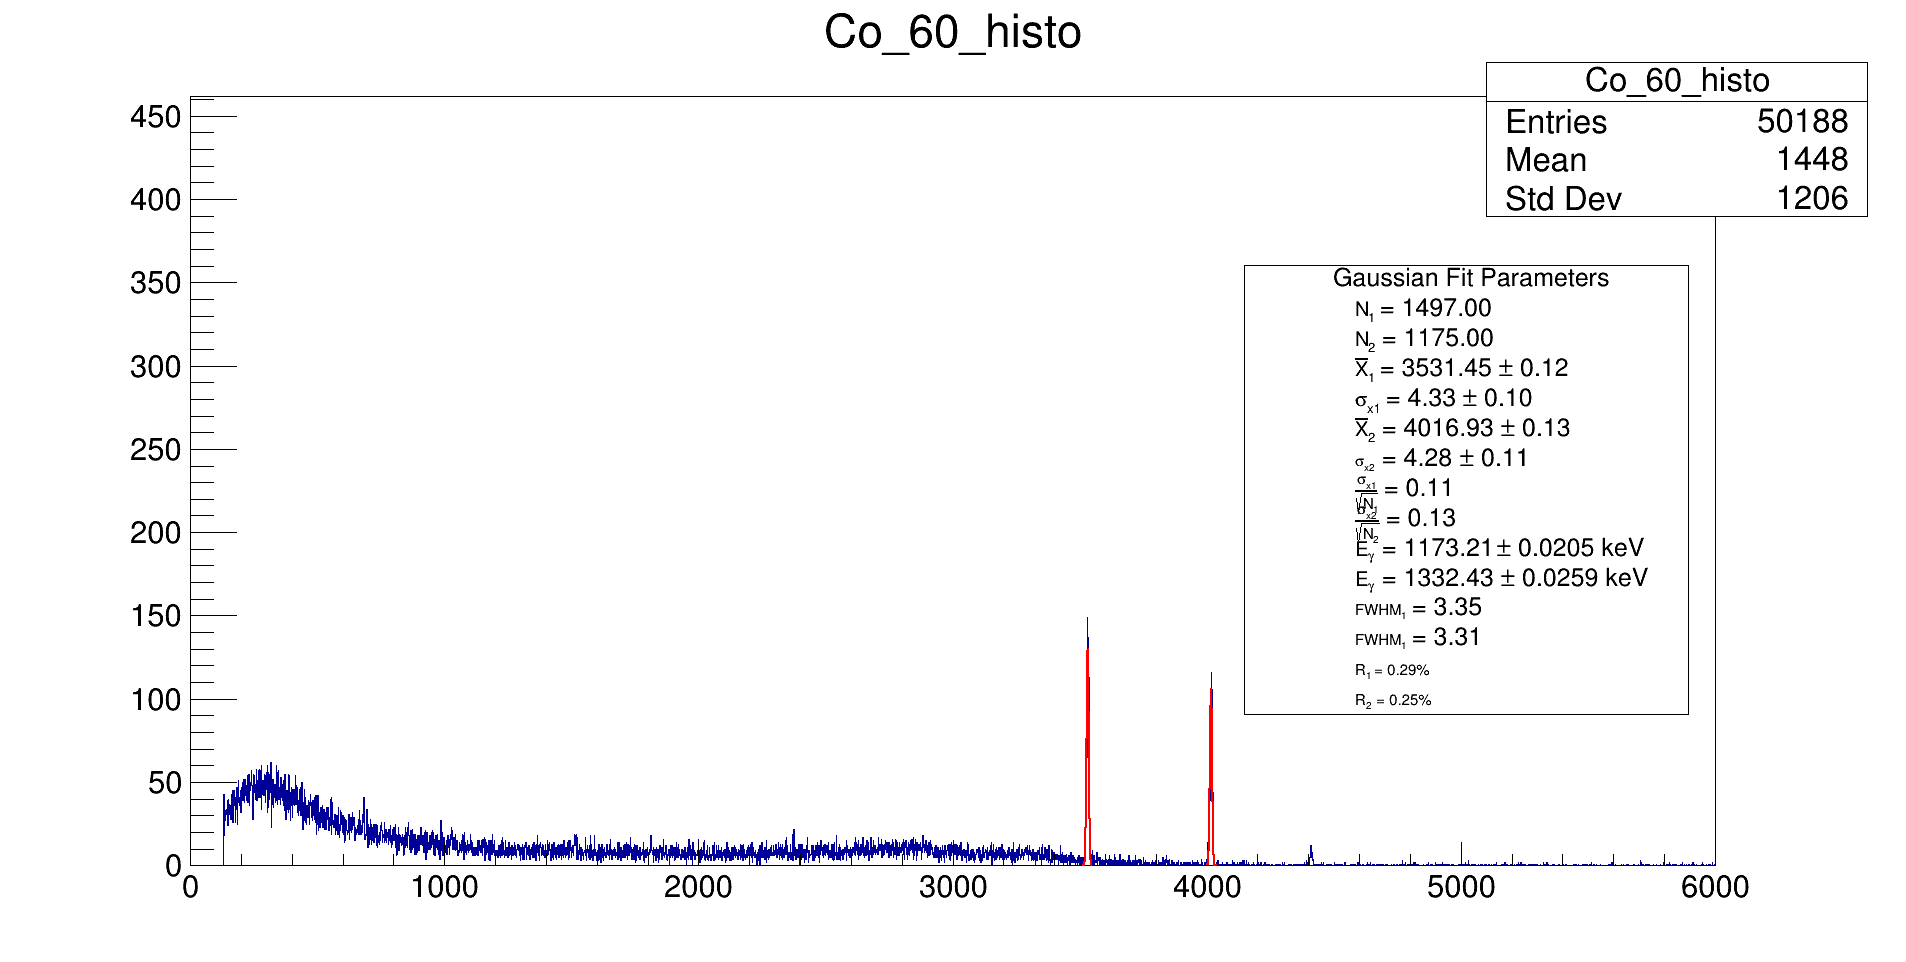 Co_60_histo
Co_60_histo
Entries 50188
Mean 1448
Std Dev 1206
Gaussian Fit Parameters
N₁ = 1497.00
N₂ = 1175.00
X̅₁ = 3531.45 ± 0.12
σₓ₁ = 4.33 ± 0.10
X̅₂ = 4016.93 ± 0.13
σₓ₂ = 4.28 ± 0.11
σₓ₁/√N₁ = 0.11
σₓ₂/√N₂ = 0.13
Eᵧ = 1173.21 ± 0.0205 keV
Eᵧ = 1332.43 ± 0.0259 keV
FWHM₁ = 3.35
FWHM₁ = 3.31
R₁ = 0.29%
R₂ = 0.25%
450
400
350
300
250
200
150
100
50
0
0 1000 2000 3000 4000 5000 6000